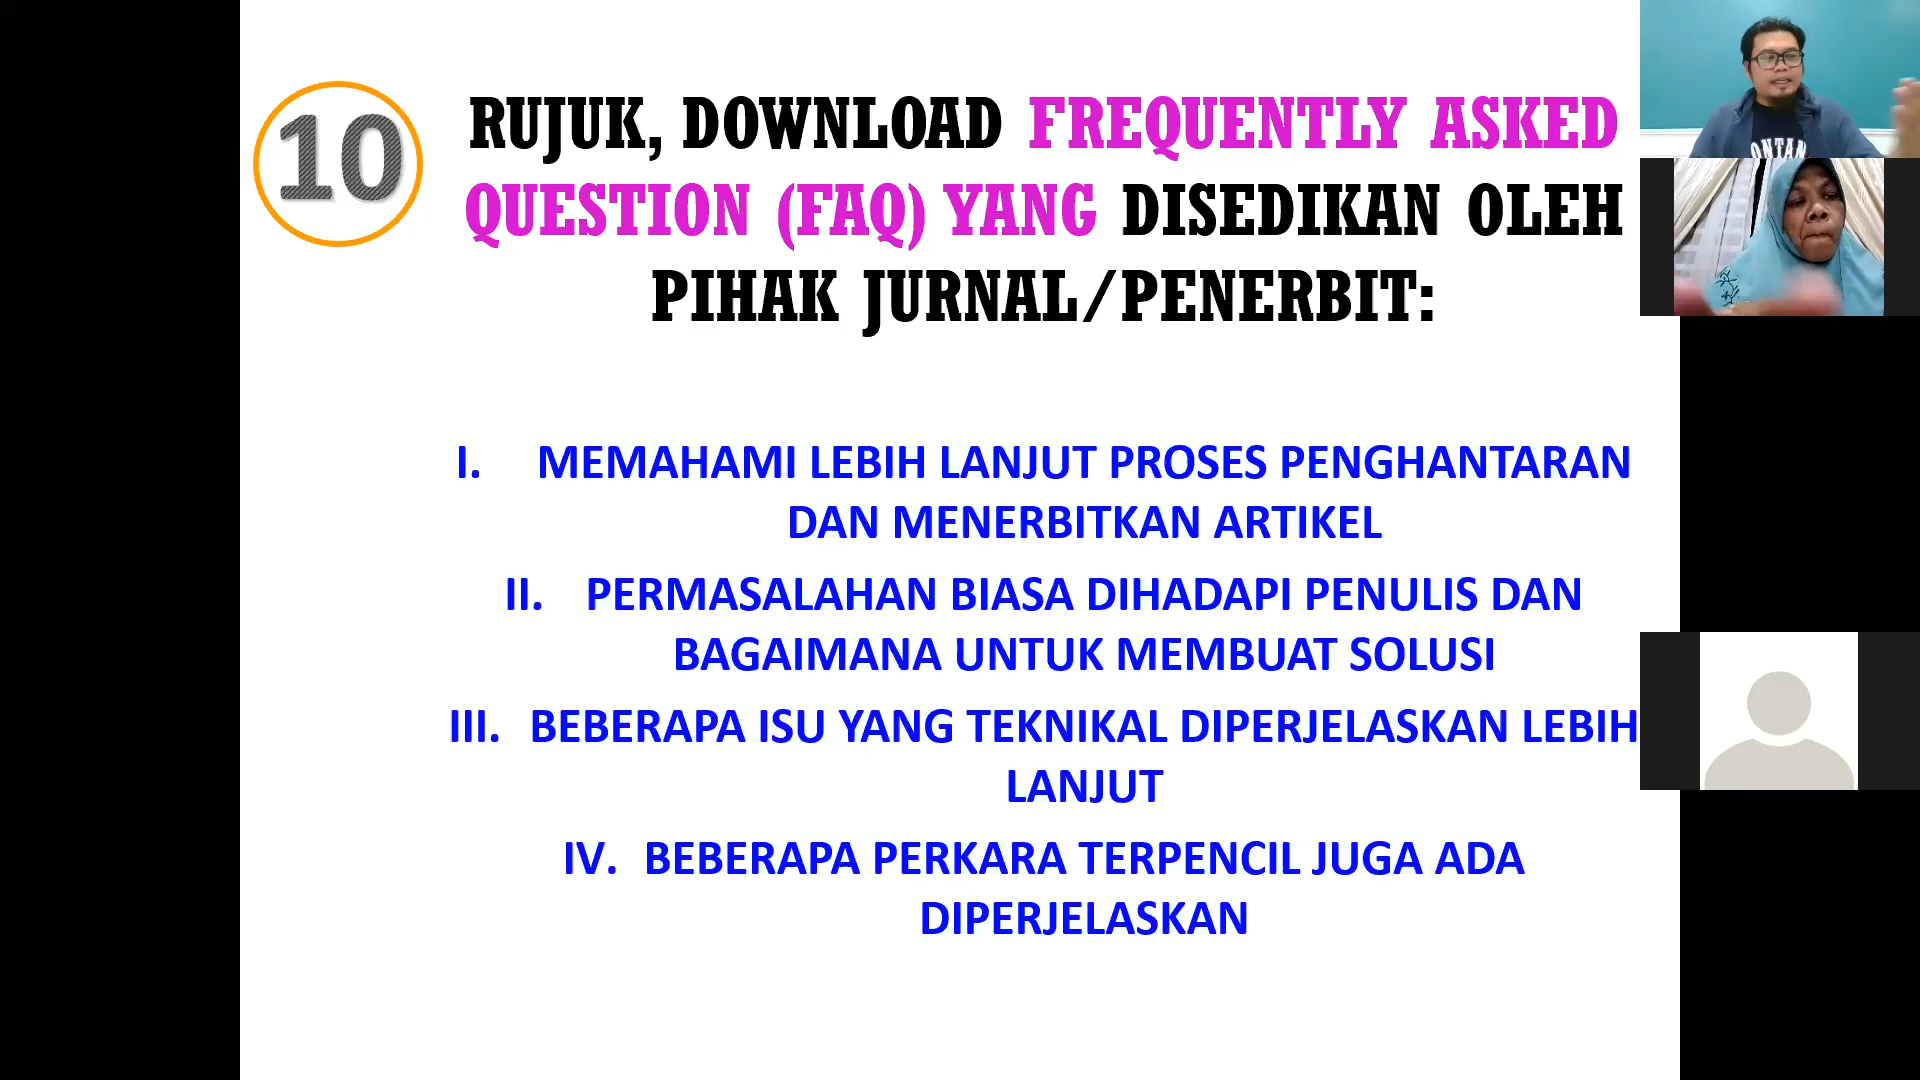 10
RUJUK, DOWNLOAD FREQUENTLY ASKED
QUESTION (FAQ) YANG DISEDIKAN OLEH
PIHAK JURNAL/PENERBIT:
I. MEMAHAMI LEBIH LANJUT PROSES PENGHANTARAN
DAN MENERBITKAN ARTIKEL
II. PERMASALAHAN BIASA DIHADAPI PENULIS DAN
BAGAIMANA UNTUK MEMBUAT SOLUSI
III. BEBERAPA ISU YANG TEKNIKAL DIPERJELASKAN LEBIH
LANJUT
IV. BEBERAPA PERKARA TERPENCIL JUGA ADA
DIPERJELASKAN